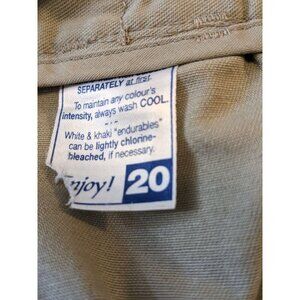 SEPARATELY at first.
To maintain any colour's
intensity, always wash COOL.
White & khaki "endurables"
can be lightly chlorine-
bleached, if necessary.
Enjoy! 20